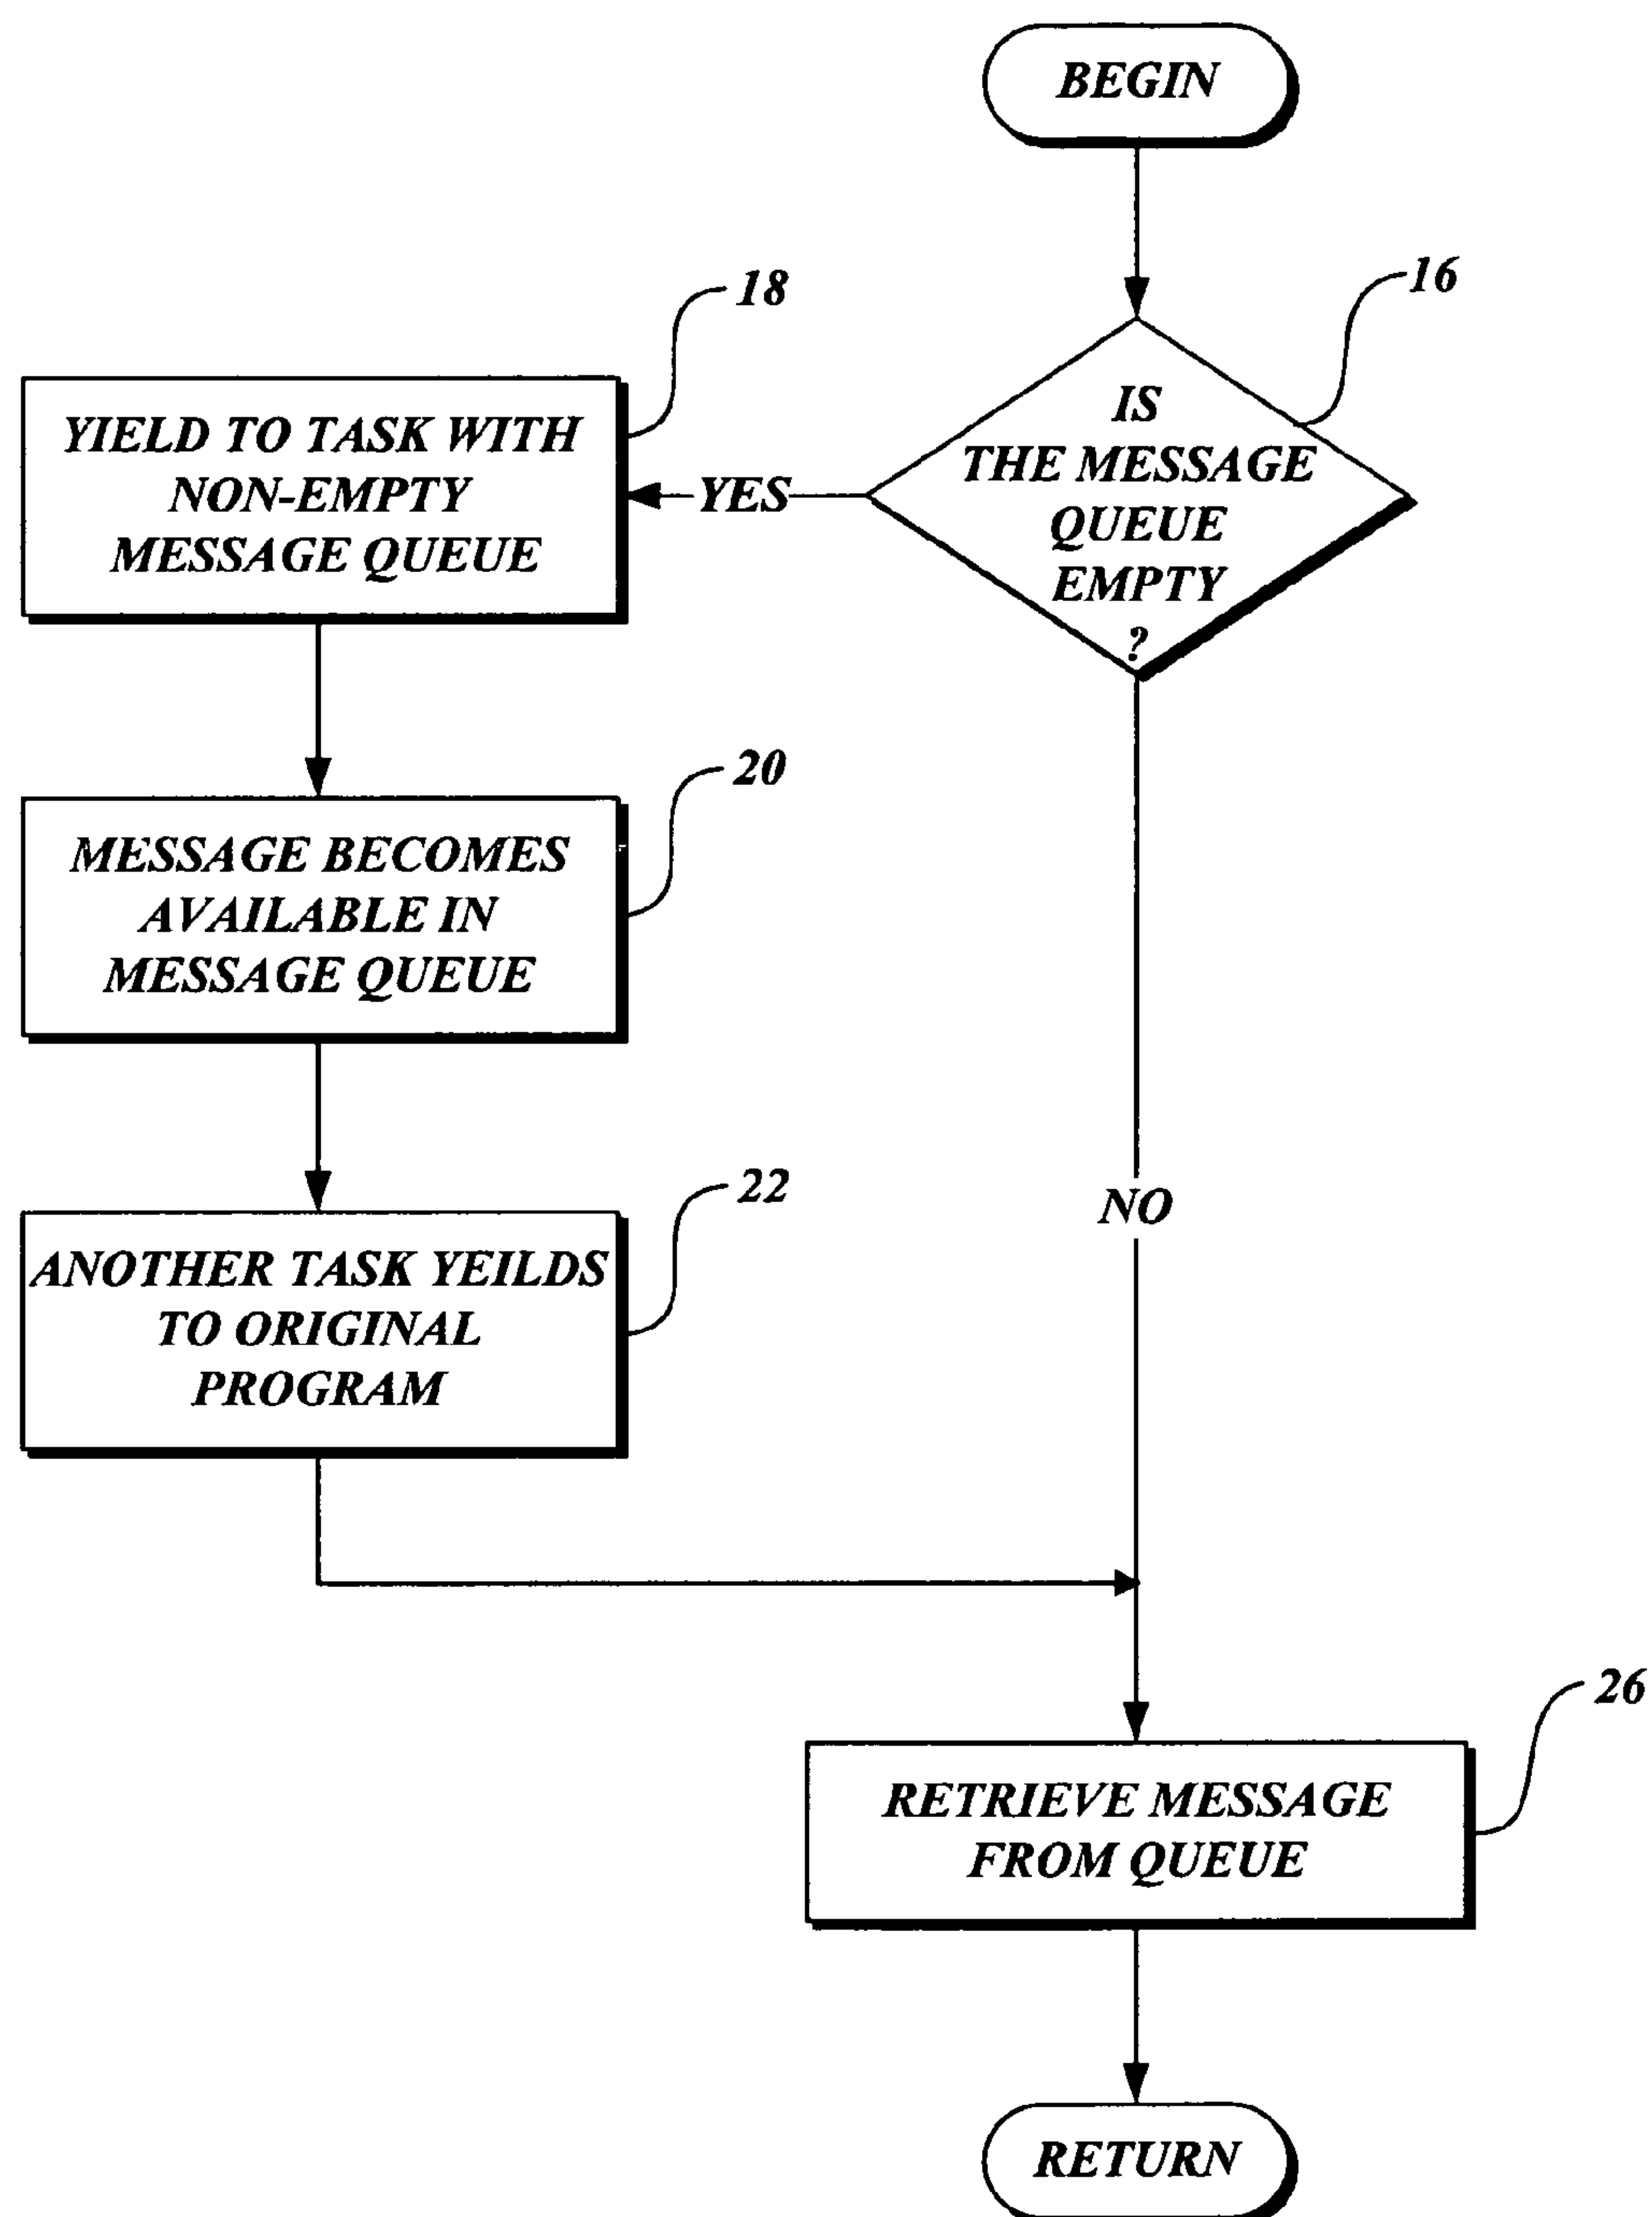 BEGIN
16
IS
THE MESSAGE
QUEUE
EMPTY
?
YES
18
YIELD TO TASK WITH
NON-EMPTY
MESSAGE QUEUE
20
MESSAGE BECOMES
AVAILABLE IN
MESSAGE QUEUE
22
ANOTHER TASK YEILDS
TO ORIGINAL
PROGRAM
NO
26
RETRIEVE MESSAGE
FROM QUEUE
RETURN